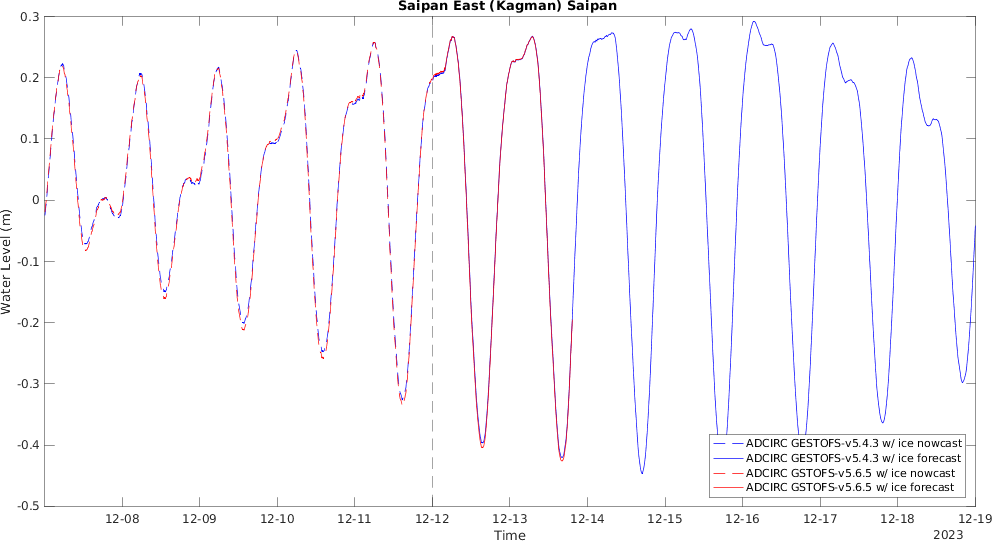 Saipan East (Kagman) Saipan
0.3
0.2
0.1
0
-0.1
-0.2
-0.3
-0.4
-0.5
Water Level (m)
ADCIRC GESTOFS-v5.4.3 w/ ice nowcast
ADCIRC GESTOFS-v5.4.3 w/ ice forecast
ADCIRC GSTOFS-v5.6.5 w/ ice nowcast
ADCIRC GSTOFS-v5.6.5 w/ ice forecast
12-08 12-09 12-10 12-11 12-12 12-13 12-14 12-15 12-16 12-17 12-18 12-19
Time
2023